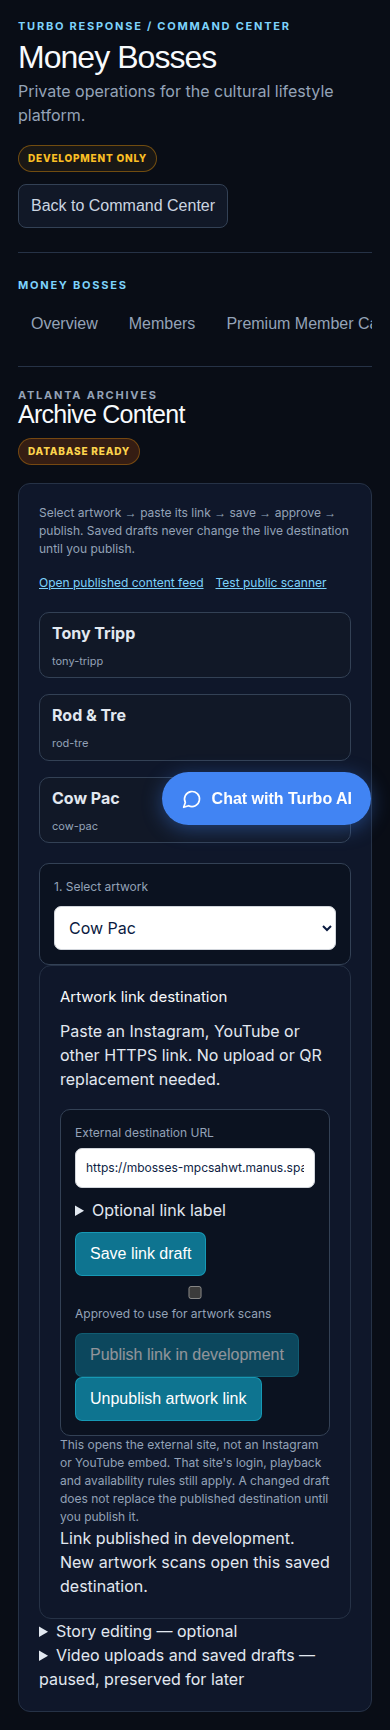 TURBO RESPONSE / COMMAND CENTER
Money Bosses
Private operations for the cultural lifestyle
platform.
DEVELOPMENT ONLY
Back to Command Center
MONEY BOSSES
Overview Members Premium Member Ca
ATLANTA ARCHIVES
Archive Content
DATABASE READY
Select artwork → paste its link → save → approve →
publish. Saved drafts never change the live destination
until you publish.
Open published content feed Test public scanner
Tony Tripp
tony-tripp
Rod & Tre
rod-tre
Cow Pac
cow-pac
Chat with Turbo AI
1. Select artwork
Cow Pac
Artwork link destination
Paste an Instagram, YouTube or
other HTTPS link. No upload or QR
replacement needed.
External destination URL
https://mbosses-mpcsahwt.manus.spa
▶ Optional link label
Save link draft
Approved to use for artwork scans
Publish link in development
Unpublish artwork link
This opens the external site, not an Instagram
or YouTube embed. That site's login, playback
and availability rules still apply. A changed draft
does not replace the published destination until
you publish it.
Link published in development.
New artwork scans open this saved
destination.
▶ Story editing — optional
▶ Video uploads and saved drafts —
paused, preserved for later